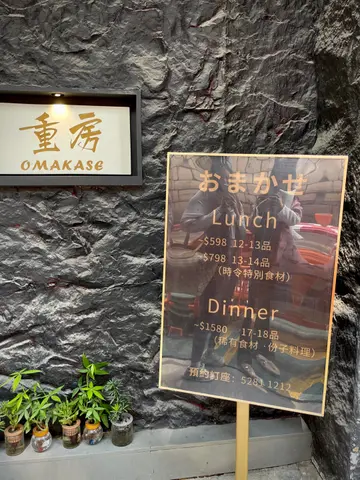 重房
OMAKASE
おまかせ
Lunch
~$598 12-13品
~$798 13-14品
(時令特別食材)
Dinner
~$1580 17-18品
(稀有食材·份子料理)
預約訂座: 5281 1212